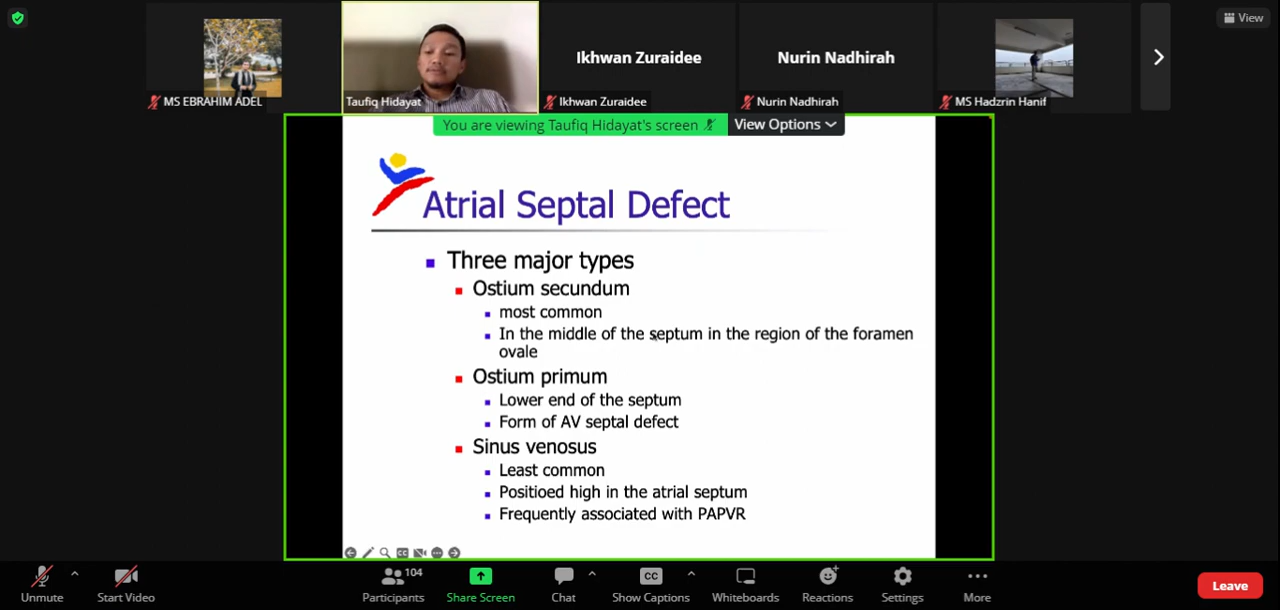 View
MS EBRAHIM ADEL
Taufiq Hidayat
Ikhwan Zuraidee
Ikhwan Zuraidee
Nurin Nadhirah
Nurin Nadhirah
MS Hadzrin Hanif
You are viewing Taufiq Hidayat's screen
View Options
Atrial Septal Defect
Three major types
Ostium secundum
most common
In the middle of the septum in the region of the foramen
ovale
Ostium primum
Lower end of the septum
Form of AV septal defect
Sinus venosus
Least common
Positioed high in the atrial septum
Frequently associated with PAPVR
CC
Unmute
Start Video
104
Participants
Share Screen
Chat
CC
Show Captions
Whiteboards
Reactions
Settings
More
Leave